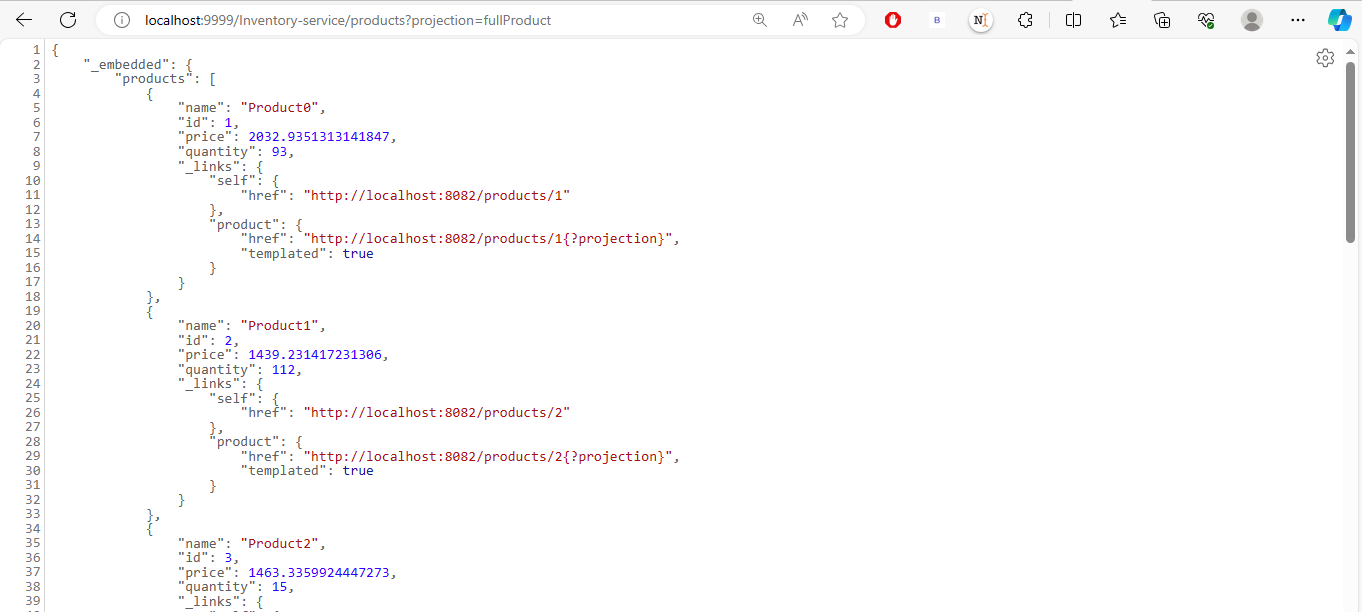 localhost:9999/Inventory-service/products?projection=fullProduct
B
N
1 {
2     "_embedded": {
3         "products": [
4             {
5                 "name": "Product0",
6                 "id": 1,
7                 "price": 2032.9351313141847,
8                 "quantity": 93,
9                 "_links": {
10                     "self": {
11                         "href": "http://localhost:8082/products/1"
12                     },
13                     "product": {
14                         "href": "http://localhost:8082/products/1{?projection}",
15                         "templated": true
16                     }
17                 }
18             },
19             {
20                 "name": "Product1",
21                 "id": 2,
22                 "price": 1439.231417231306,
23                 "quantity": 112,
24                 "_links": {
25                     "self": {
26                         "href": "http://localhost:8082/products/2"
27                     },
28                     "product": {
29                         "href": "http://localhost:8082/products/2{?projection}",
30                         "templated": true
31                     }
32                 }
33             },
34             {
35                 "name": "Product2",
36                 "id": 3,
37                 "price": 1463.3359924447273,
38                 "quantity": 15,
39                 "_links": {